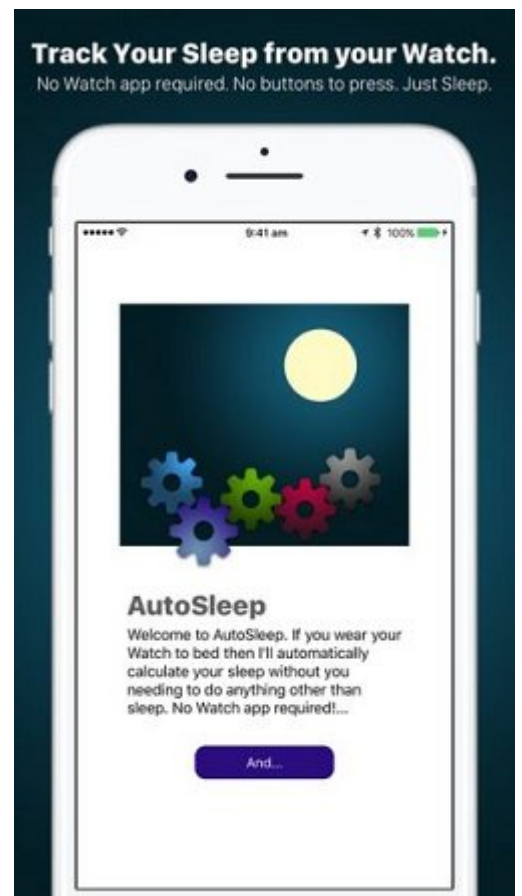 Track Your Sleep from your Watch.
No Watch app required. No buttons to press. Just Sleep.
9:41 am
100%
AutoSleep
Welcome to AutoSleep. If you wear your
Watch to bed then I'll automatically
calculate your sleep without you
needing to do anything other than
sleep. No Watch app required!...
And...